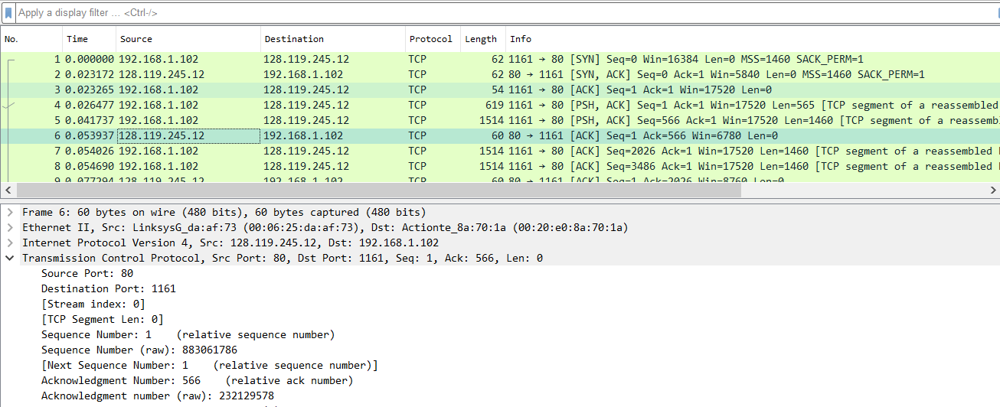 Apply a display filter … <Ctrl-/>
No. Time Source Destination Protocol Length Info
1 0.000000 192.168.1.102 128.119.245.12 TCP 62 1161 → 80 [SYN] Seq=0 Win=16384 Len=0 MSS=1460 SACK_PERM=1
2 0.023172 128.119.245.12 192.168.1.102 TCP 62 80 → 1161 [SYN, ACK] Seq=0 Ack=1 Win=5840 Len=0 MSS=1460 SACK_PERM=1
3 0.023265 192.168.1.102 128.119.245.12 TCP 54 1161 → 80 [ACK] Seq=1 Ack=1 Win=17520 Len=0
4 0.026477 192.168.1.102 128.119.245.12 TCP 619 1161 → 80 [PSH, ACK] Seq=1 Ack=1 Win=17520 Len=565 [TCP segment of a reassembled
5 0.041737 192.168.1.102 128.119.245.12 TCP 1514 1161 → 80 [PSH, ACK] Seq=566 Ack=1 Win=17520 Len=1460 [TCP segment of a reassembl
6 0.053937 128.119.245.12 192.168.1.102 TCP 60 80 → 1161 [ACK] Seq=1 Ack=566 Win=6780 Len=0
7 0.054026 192.168.1.102 128.119.245.12 TCP 1514 1161 → 80 [ACK] Seq=2026 Ack=1 Win=17520 Len=1460 [TCP segment of a reassembled
8 0.054690 192.168.1.102 128.119.245.12 TCP 1514 1161 → 80 [ACK] Seq=3486 Ack=1 Win=17520 Len=1460 [TCP segment of a reassembled
9 0.077294 128.119.245.12 192.168.1.102 TCP 60 80 → 1161 [ACK] Seq=1 Ack=2026 Win=8760 Len=0
Frame 6: 60 bytes on wire (480 bits), 60 bytes captured (480 bits)
Ethernet II, Src: LinksysG_da:af:73 (00:06:25:da:af:73), Dst: Actionte_8a:70:1a (00:20:e0:8a:70:1a)
Internet Protocol Version 4, Src: 128.119.245.12, Dst: 192.168.1.102
Transmission Control Protocol, Src Port: 80, Dst Port: 1161, Seq: 1, Ack: 566, Len: 0
Source Port: 80
Destination Port: 1161
[Stream index: 0]
[TCP Segment Len: 0]
Sequence Number: 1 (relative sequence number)
Sequence Number (raw): 883061786
[Next Sequence Number: 1 (relative sequence number)]
Acknowledgment Number: 566 (relative ack number)
Acknowledgment number (raw): 232129578